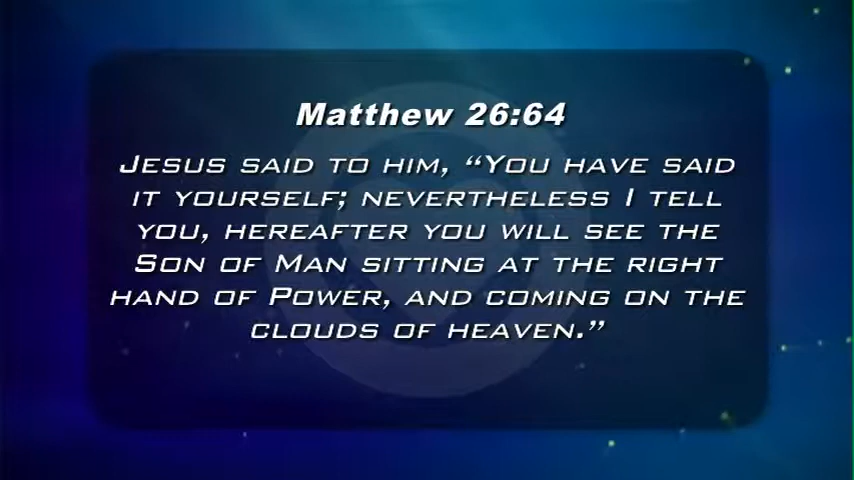 Matthew 26:64
Jesus said to him, “You have said
it yourself; nevertheless I tell
you, hereafter you will see the
Son of Man sitting at the right
hand of Power, and coming on the
clouds of heaven.”